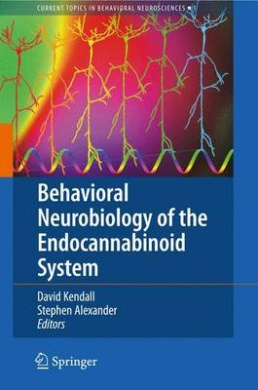 CURRENT TOPICS IN BEHAVIORAL NEUROSCIENCES ■ 1
Behavioral
Neurobiology of the
Endocannabinoid
System
David Kendall
Stephen Alexander
Editors
Springer